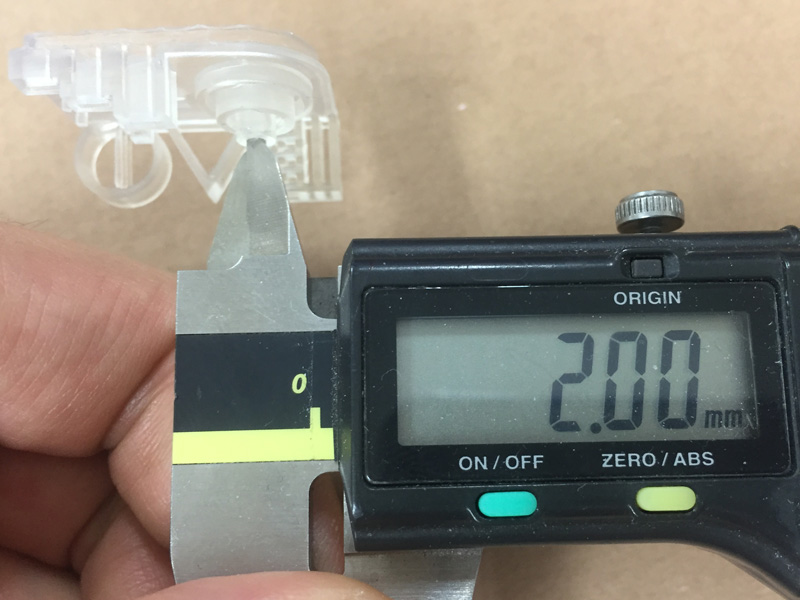 ORIGIN
0
2.00 mm
ON / OFF ZERO / ABS